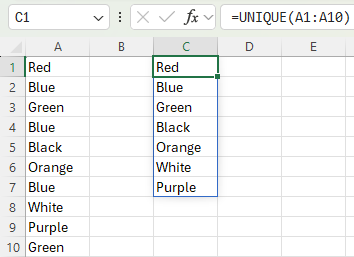 C1 fx =UNIQUE(A1:A10)
A B C D E
1 Red Red
2 Blue Blue
3 Green Green
4 Blue Black
5 Black Orange
6 Orange White
7 Blue Purple
8 White
9 Purple
10 Green